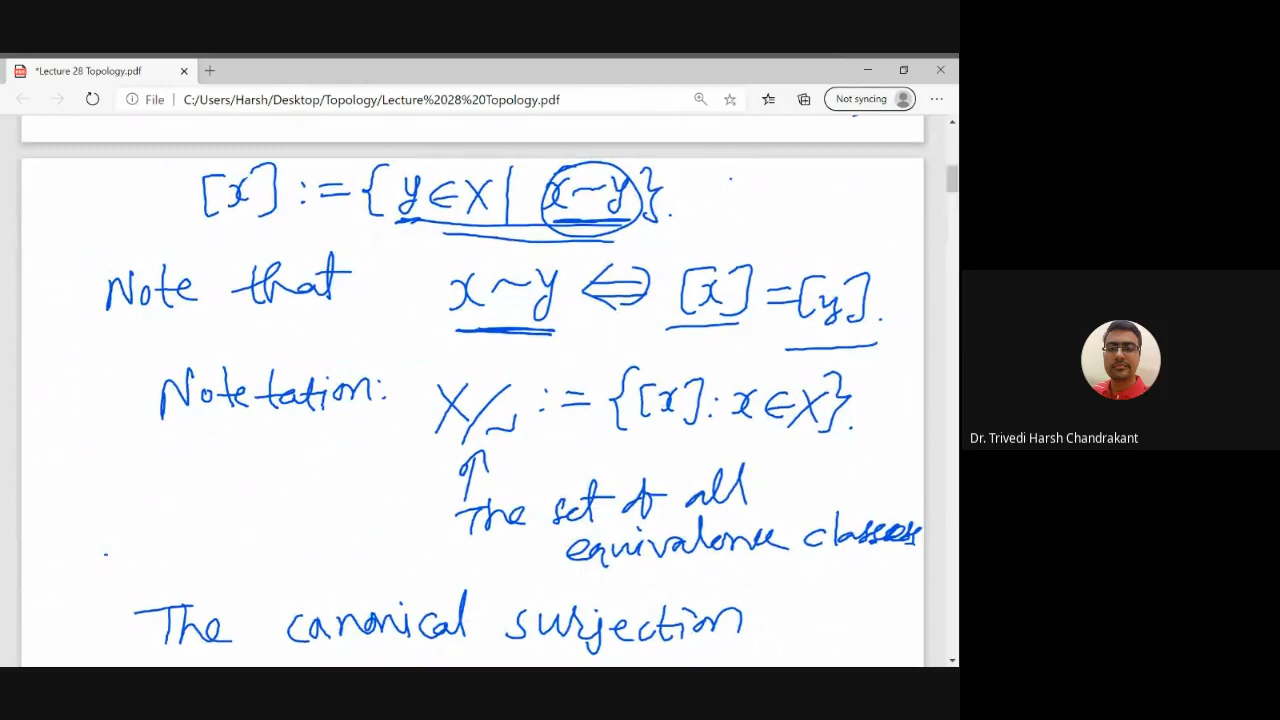 *Lecture 28 Topology.pdf
File | C:/Users/Harsh/Desktop/Topology/Lecture%2028%20Topology.pdf
Not syncing
[x] := {y∈X | x~y}.
Note that x~y ⇔ [x] = [y].
Notetation: X/~ := {[x] : x∈X}.
The set of all
equivalence classes
The canonical surjection
Dr. Trivedi Harsh Chandrakant